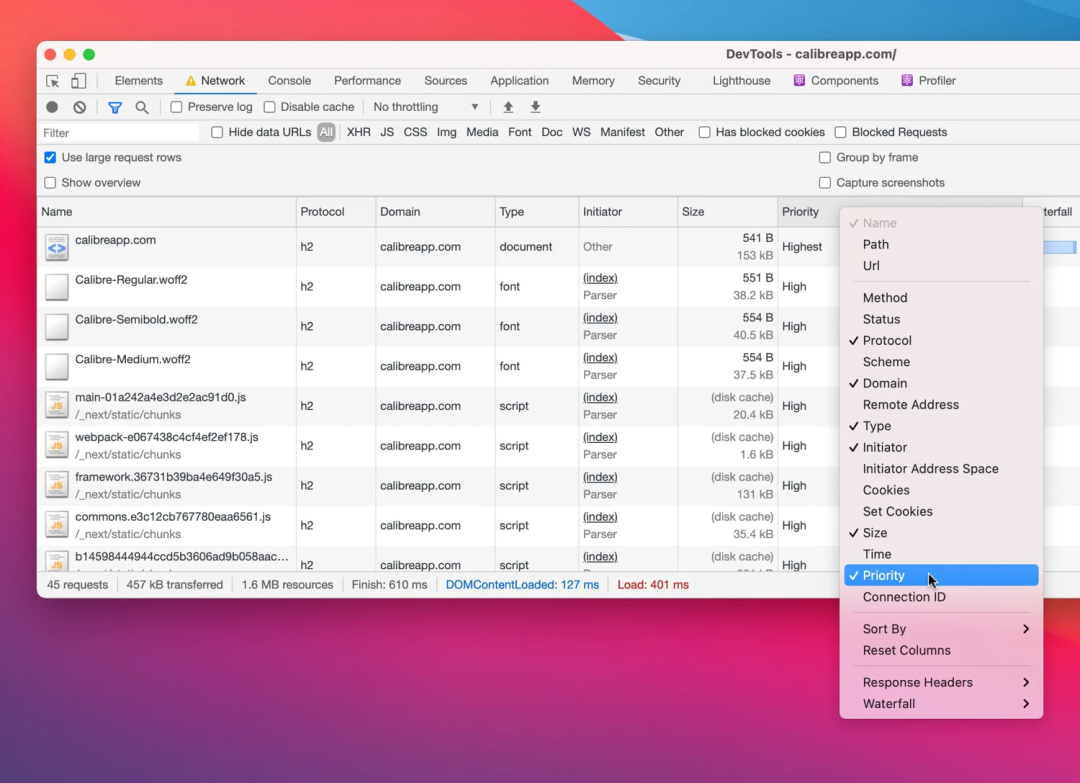 DevTools - calibreapp.com/
Elements Network Console Performance Sources Application Memory Security Lighthouse Components Profiler
Preserve log Disable cache No throttling
Filter Hide data URLs All XHR JS CSS Img Media Font Doc WS Manifest Other Has blocked cookies Blocked Requests
Use large request rows Group by frame
Show overview Capture screenshots
Name Protocol Domain Type Initiator Size Priority terfall
calibreapp.com h2 calibreapp.com document Other 541 B 153 kB Highest
Calibre-Regular.woff2 h2 calibreapp.com font (index) Parser 551 B 38.2 kB High
Calibre-Semibold.woff2 h2 calibreapp.com font (index) Parser 554 B 40.5 kB High
Calibre-Medium.woff2 h2 calibreapp.com font (index) Parser 554 B 37.5 kB High
main-01a242a4e3d2e2ac91d0.js /_next/static/chunks h2 calibreapp.com script (index) Parser (disk cache) 20.4 kB High
webpack-e067438c4cf4ef2ef178.js /_next/static/chunks h2 calibreapp.com script (index) Parser (disk cache) 1.6 kB High
framework.36731b39ba4e649f30a5.js /_next/static/chunks h2 calibreapp.com script (index) Parser (disk cache) 131 kB High
commons.e3c12cb767780eaa6561.js /_next/static/chunks h2 calibreapp.com script (index) Parser (disk cache) 35.4 kB High
b14598444944ccd5b3606ad9b058aac... h2 calibreapp.com script (index) (disk cache) High
45 requests 457 kB transferred 1.6 MB resources Finish: 610 ms DOMContentLoaded: 127 ms Load: 401 ms
Name
Path
Url
Method
Status
Protocol
Scheme
Domain
Remote Address
Type
Initiator
Initiator Address Space
Cookies
Set Cookies
Size
Time
Priority
Connection ID
Sort By
Reset Columns
Response Headers
Waterfall